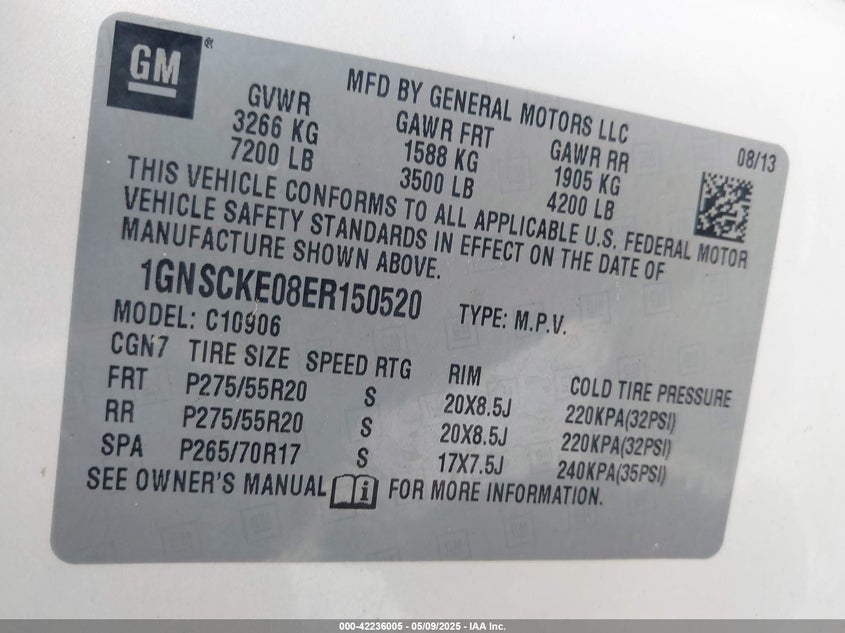 GM ®
MFD BY GENERAL MOTORS LLC
08/13
GVWR GAWR FRT GAWR RR
3266 KG 1588 KG 1905 KG
7200 LB 3500 LB 4200 LB
THIS VEHICLE CONFORMS TO ALL APPLICABLE U.S. FEDERAL MOTOR
VEHICLE SAFETY STANDARDS IN EFFECT ON THE DATE OF
MANUFACTURE SHOWN ABOVE.
1GNSCKE08ER150520 TYPE: M.P.V.
MODEL: C10906
CGN7 TIRE SIZE SPEED RTG RIM COLD TIRE PRESSURE
FRT P275/55R20 S 20X8.5J 220KPA(32PSI)
RR P275/55R20 S 20X8.5J 220KPA(32PSI)
SPA P265/70R17 S 17X7.5J 240KPA(35PSI)
SEE OWNER'S MANUAL i FOR MORE INFORMATION.
000-42236005 - 05/09/2025 - IAA Inc.